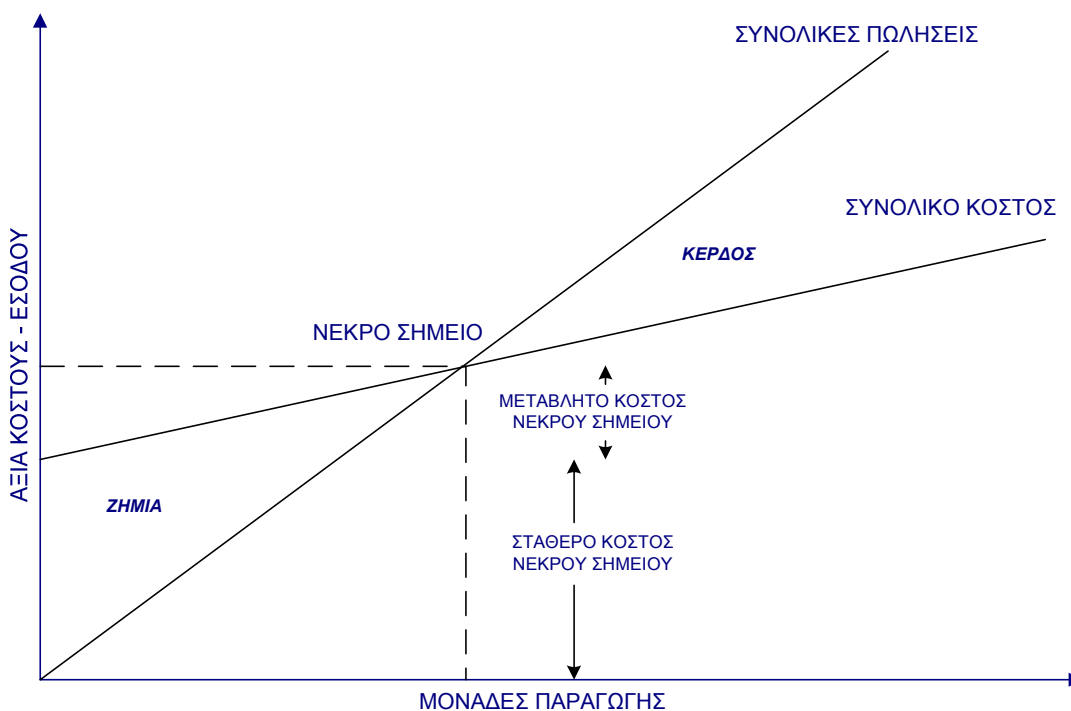 ΣΥΝΟΛΙΚΕΣ ΠΩΛΗΣΕΙΣ
ΣΥΝΟΛΙΚΟ ΚΟΣΤΟΣ
ΚΕΡΔΟΣ
ΑΞΙΑ ΚΟΣΤΟΥΣ - ΕΣΟΔΟΥ
ΝΕΚΡΟ ΣΗΜΕΙΟ
ΜΕΤΑΒΛΗΤΟ ΚΟΣΤΟΣ
ΝΕΚΡΟΥ ΣΗΜΕΙΟΥ
ΖΗΜΙΑ
ΣΤΑΘΕΡΟ ΚΟΣΤΟΣ
ΝΕΚΡΟΥ ΣΗΜΕΙΟΥ
ΜΟΝΑΔΕΣ ΠΑΡΑΓΩΓΗΣ